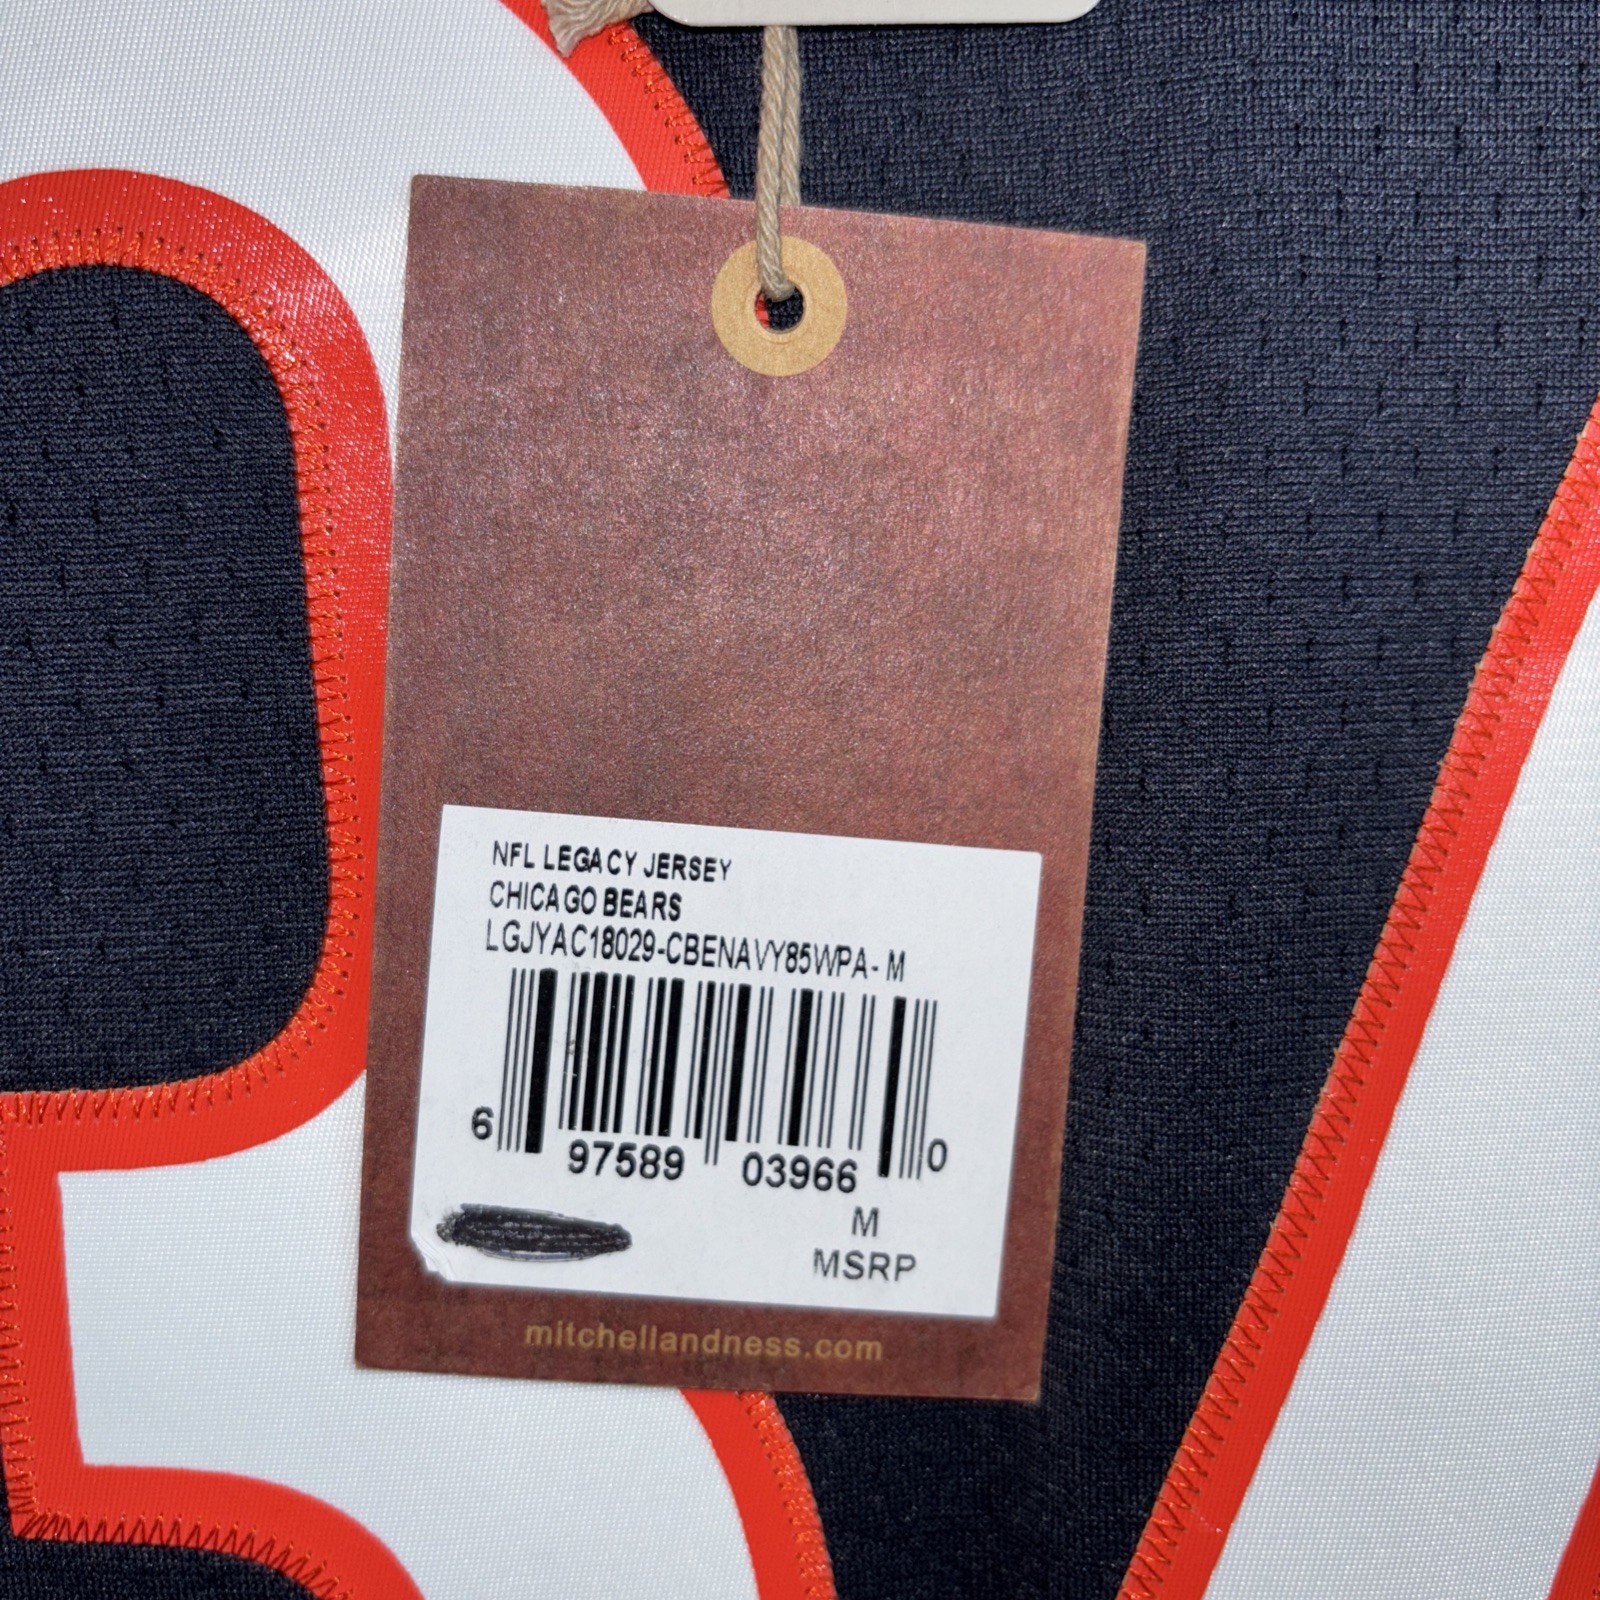 NFL LEGACY JERSEY
CHICAGO BEARS
LGJYAC18029-CBENAVY85WPA- M
6 97589 03966 0
M
MSRP
mitchellandness.com